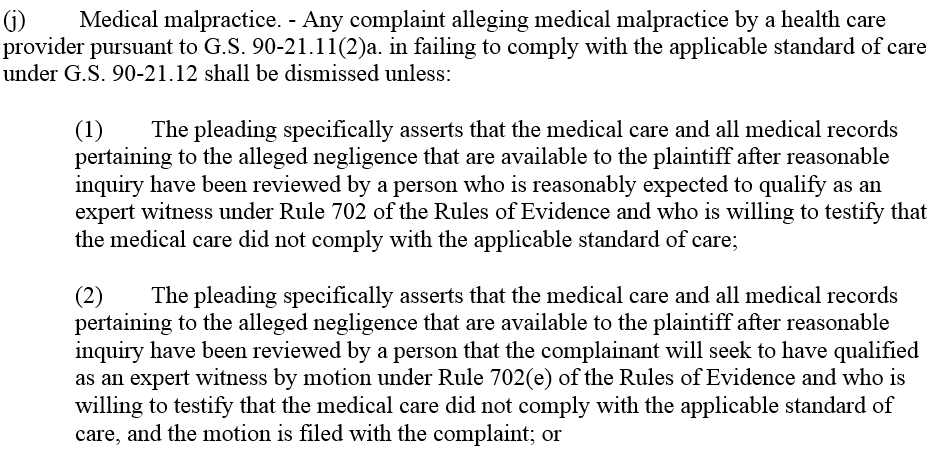 (j) Medical malpractice. - Any complaint alleging medical malpractice by a health care
provider pursuant to G.S. 90-21.11(2)a. in failing to comply with the applicable standard of care
under G.S. 90-21.12 shall be dismissed unless:
(1) The pleading specifically asserts that the medical care and all medical records
pertaining to the alleged negligence that are available to the plaintiff after reasonable
inquiry have been reviewed by a person who is reasonably expected to qualify as an
expert witness under Rule 702 of the Rules of Evidence and who is willing to testify that
the medical care did not comply with the applicable standard of care;
(2) The pleading specifically asserts that the medical care and all medical records
pertaining to the alleged negligence that are available to the plaintiff after reasonable
inquiry have been reviewed by a person that the complainant will seek to have qualified
as an expert witness by motion under Rule 702(e) of the Rules of Evidence and who is
willing to testify that the medical care did not comply with the applicable standard of
care, and the motion is filed with the complaint; or